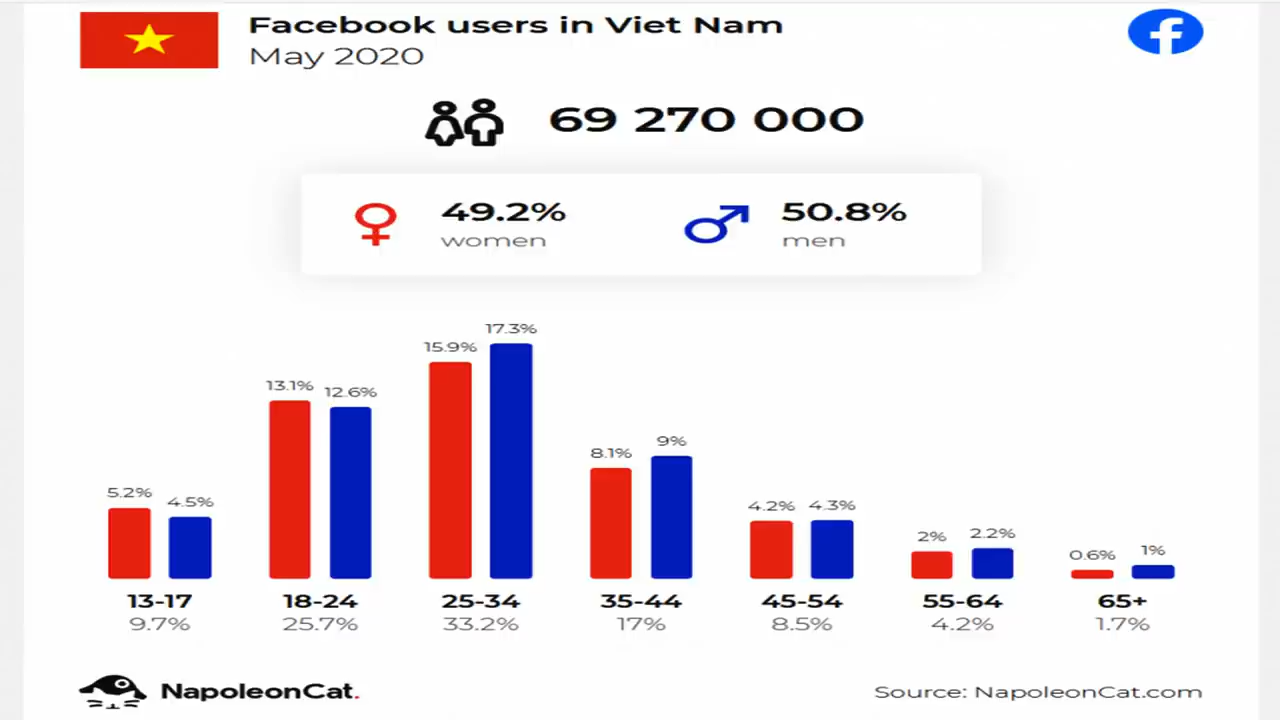 Facebook users in Viet Nam
May 2020
69 270 000
49.2%
women
50.8%
men
5.2% 4.5%
13.1% 12.6%
15.9% 17.3%
8.1% 9%
4.2% 4.3%
2% 2.2%
0.6% 1%
13-17 18-24 25-34 35-44 45-54 55-64 65+
9.7% 25.7% 33.2% 17% 8.5% 4.2% 1.7%
NapoleonCat.
Source: NapoleonCat.com